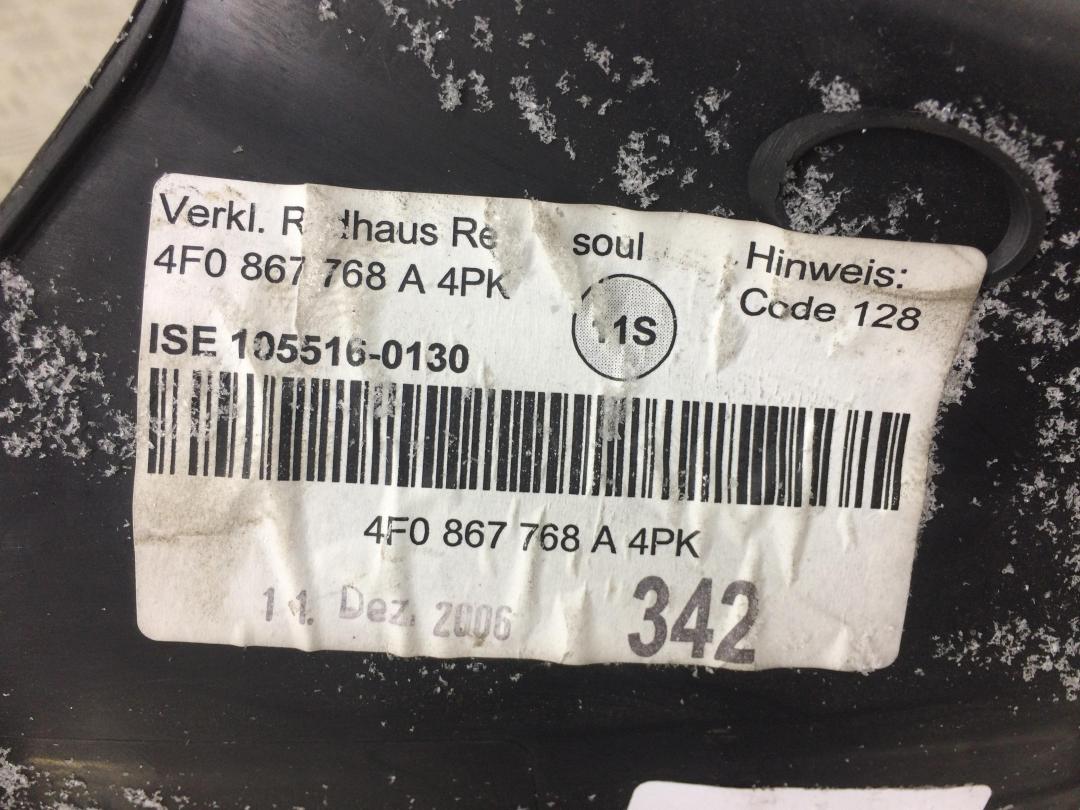 Verkl. Re soul Hinweis:
4F0 867 768 A 4PK Code 128
ISE 105516-0130 11S
4F0 867 768 A 4PK
11. Dez. 2006 342